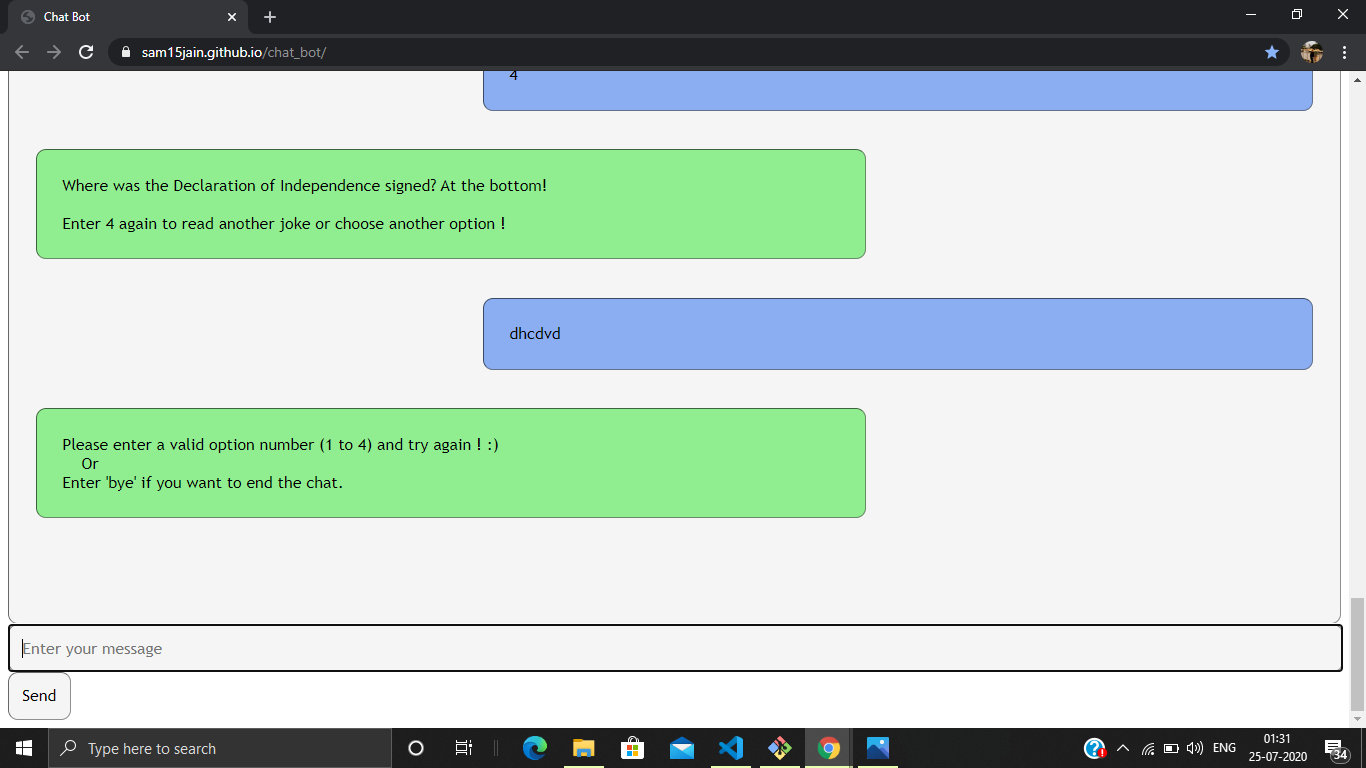 Chat Bot
sam15jain.github.io/chat_bot/
4
Where was the Declaration of Independence signed? At the bottom!
Enter 4 again to read another joke or choose another option !
dhcdvd
Please enter a valid option number (1 to 4) and try again ! :)
Or
Enter 'bye' if you want to end the chat.
Enter your message
Send
Type here to search
ENG
01:31
25-07-2020
34